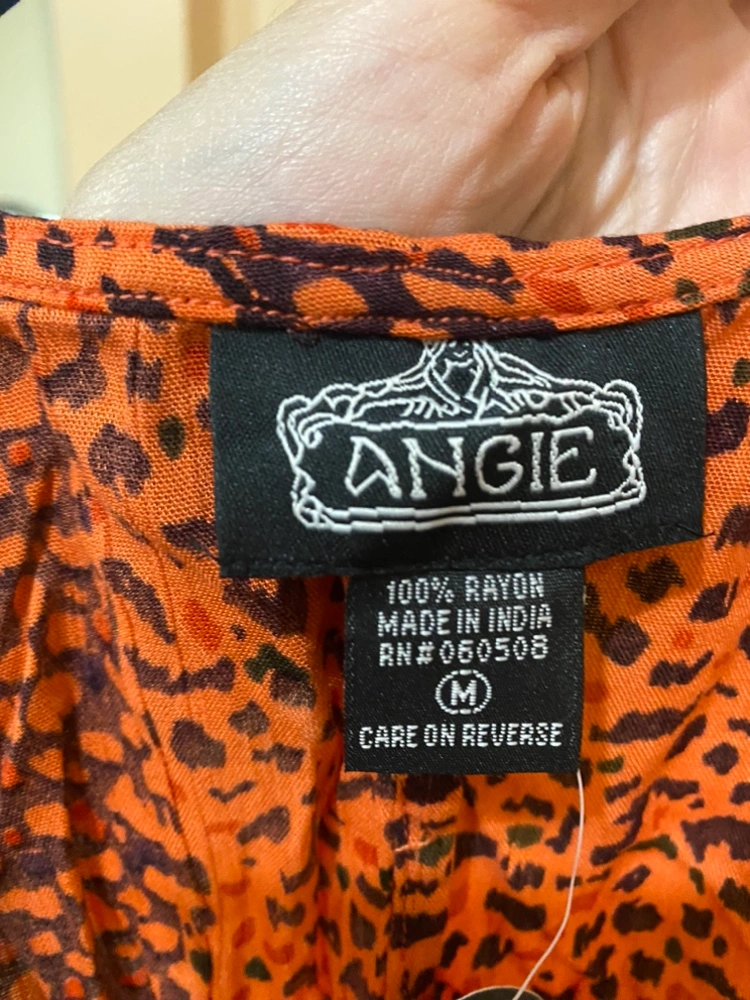 ANGIE
100% RAYON
MADE IN INDIA
RN#060508
M
CARE ON REVERSE